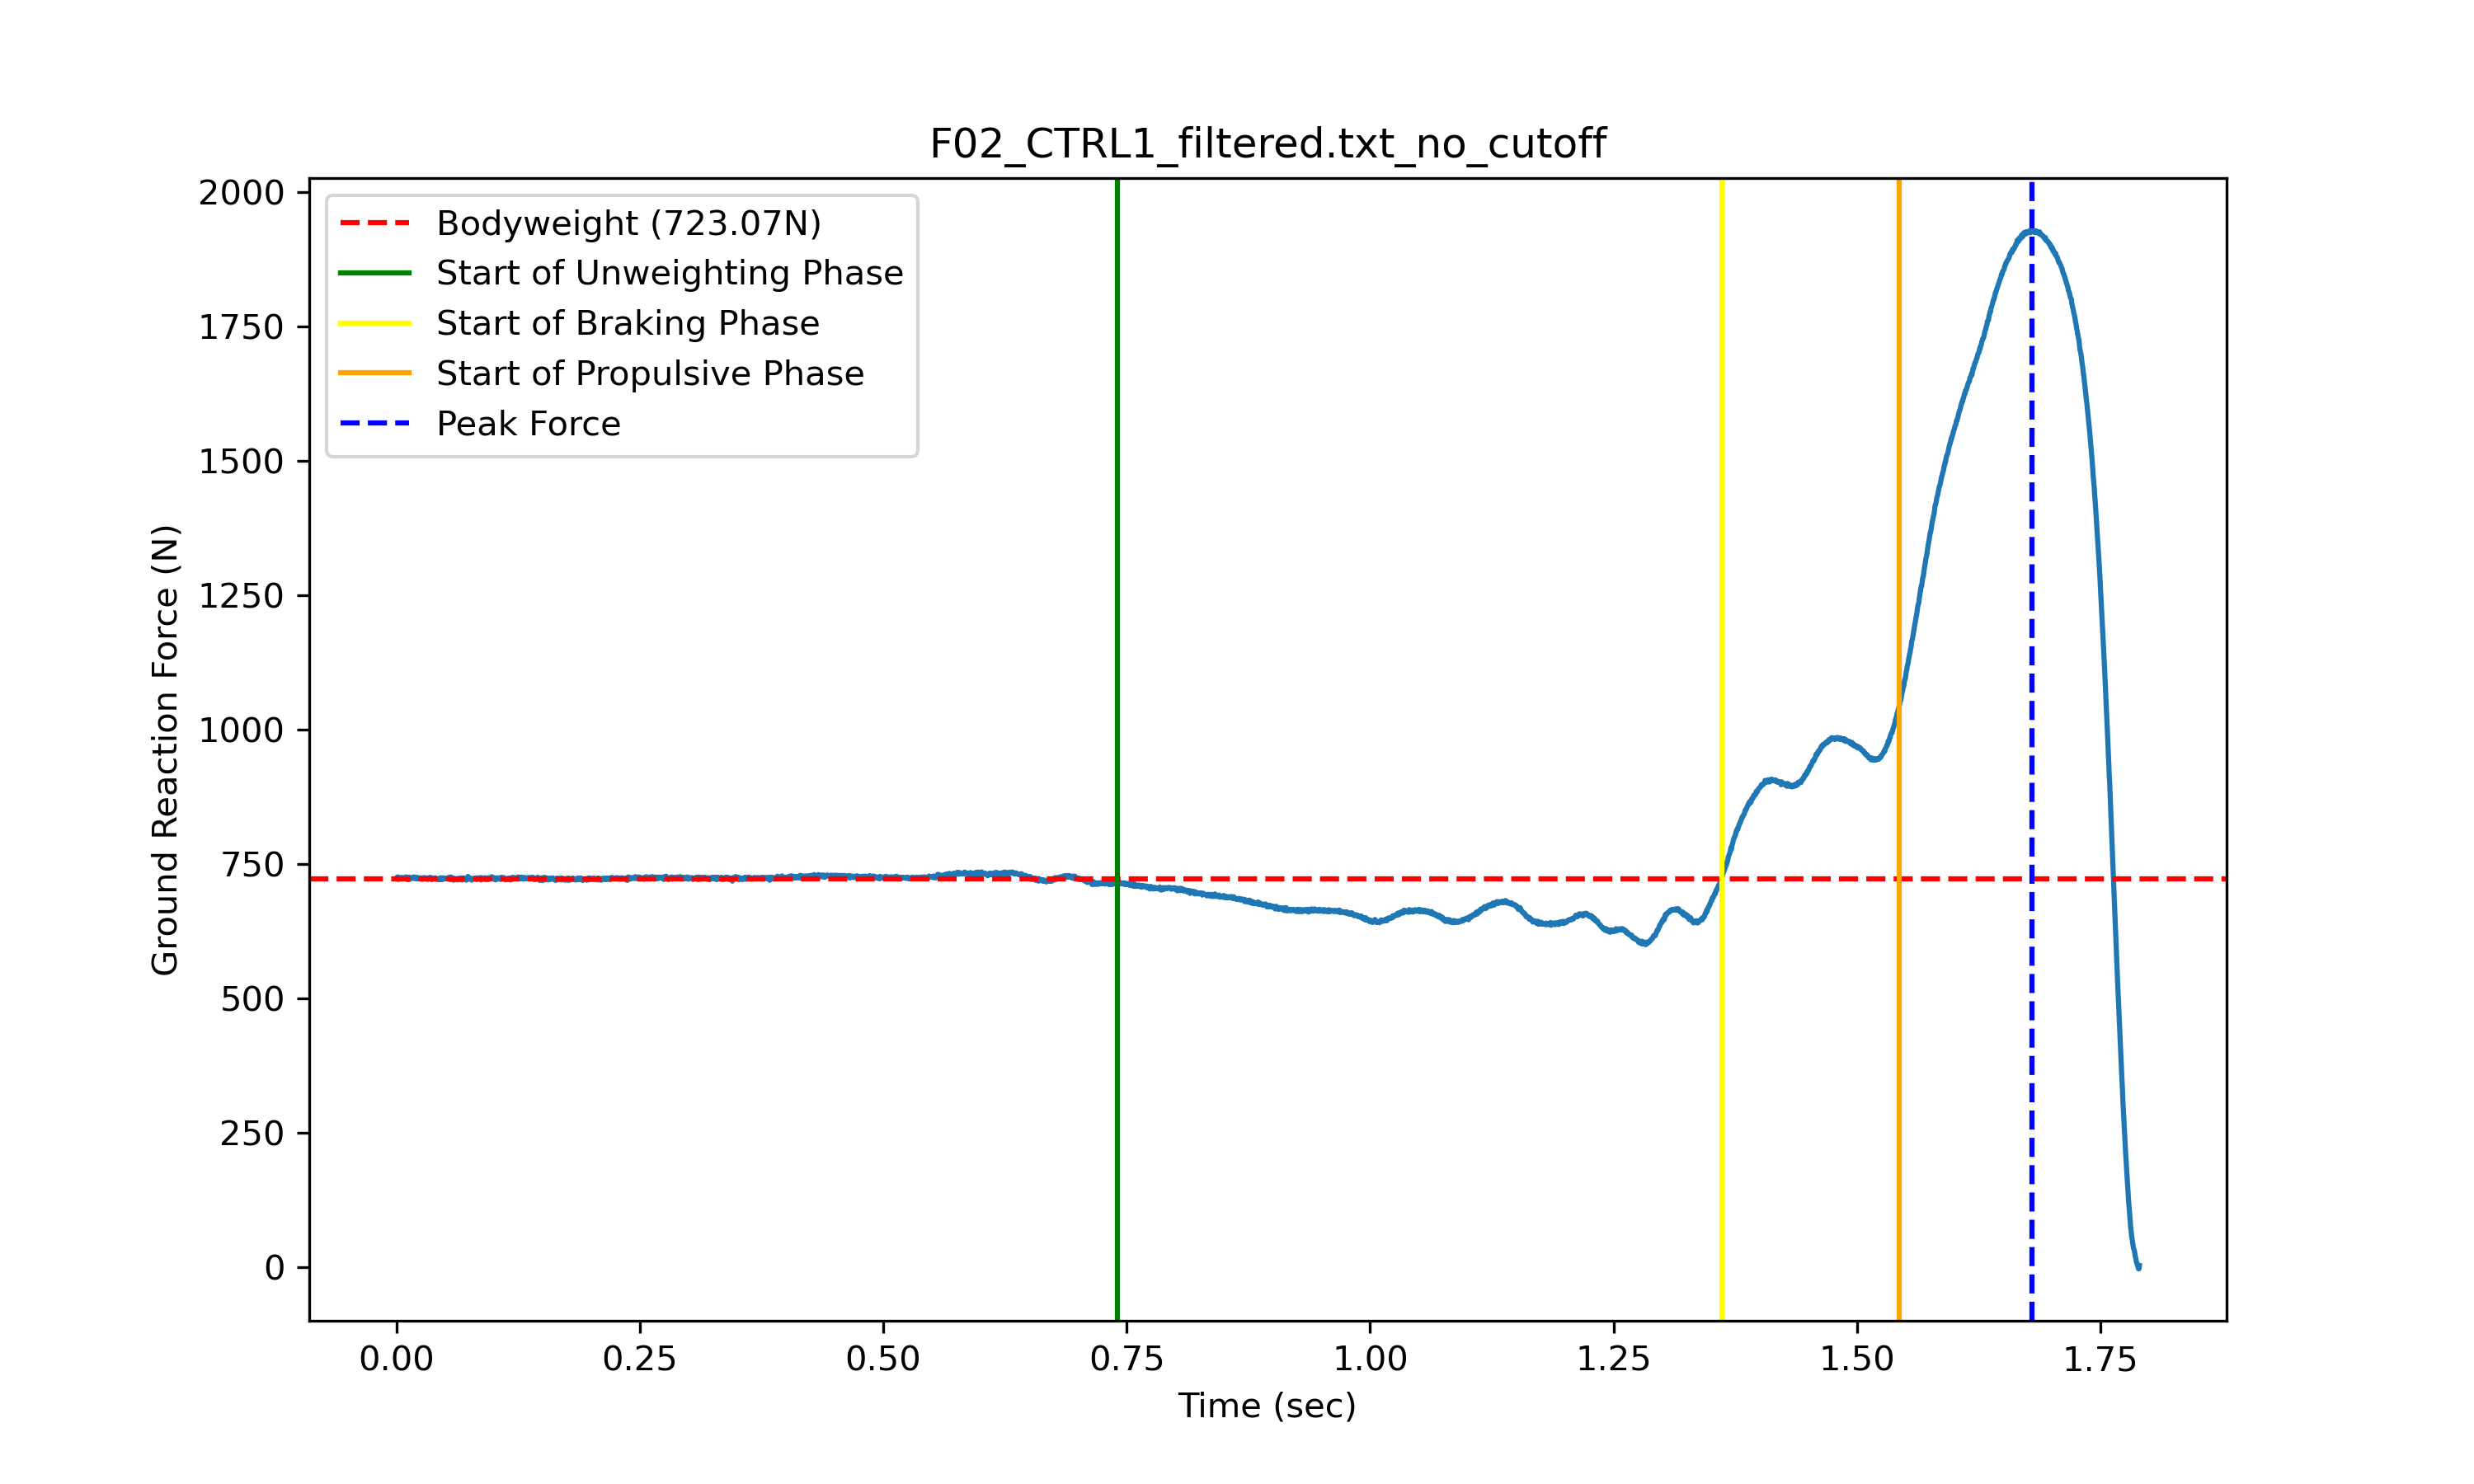 F02_CTRL1_filtered.txt_no_cutoff
Bodyweight (723.07N)
Start of Unweighting Phase
Start of Braking Phase
Start of Propulsive Phase
Peak Force
Ground Reaction Force (N)
2000
1750
1500
1250
1000
750
500
250
0
0.00 0.25 0.50 0.75 1.00 1.25 1.50 1.75
Time (sec)